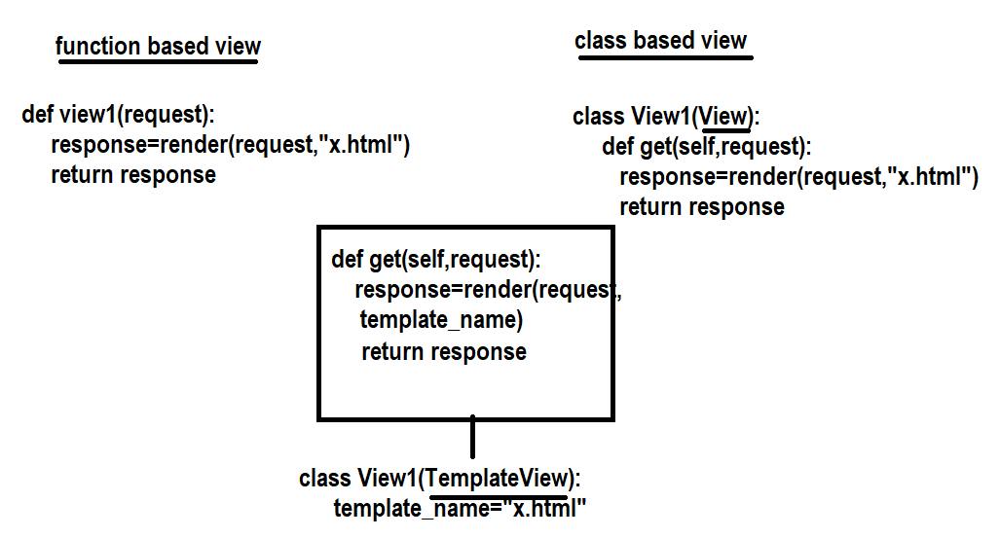 function based view
def view1(request):
response=render(request,"x.html")
return response
class based view
class View1(View):
def get(self,request):
response=render(request,"x.html")
return response
def get(self,request):
response=render(request,
template_name)
return response
class View1(TemplateView):
template_name="x.html"